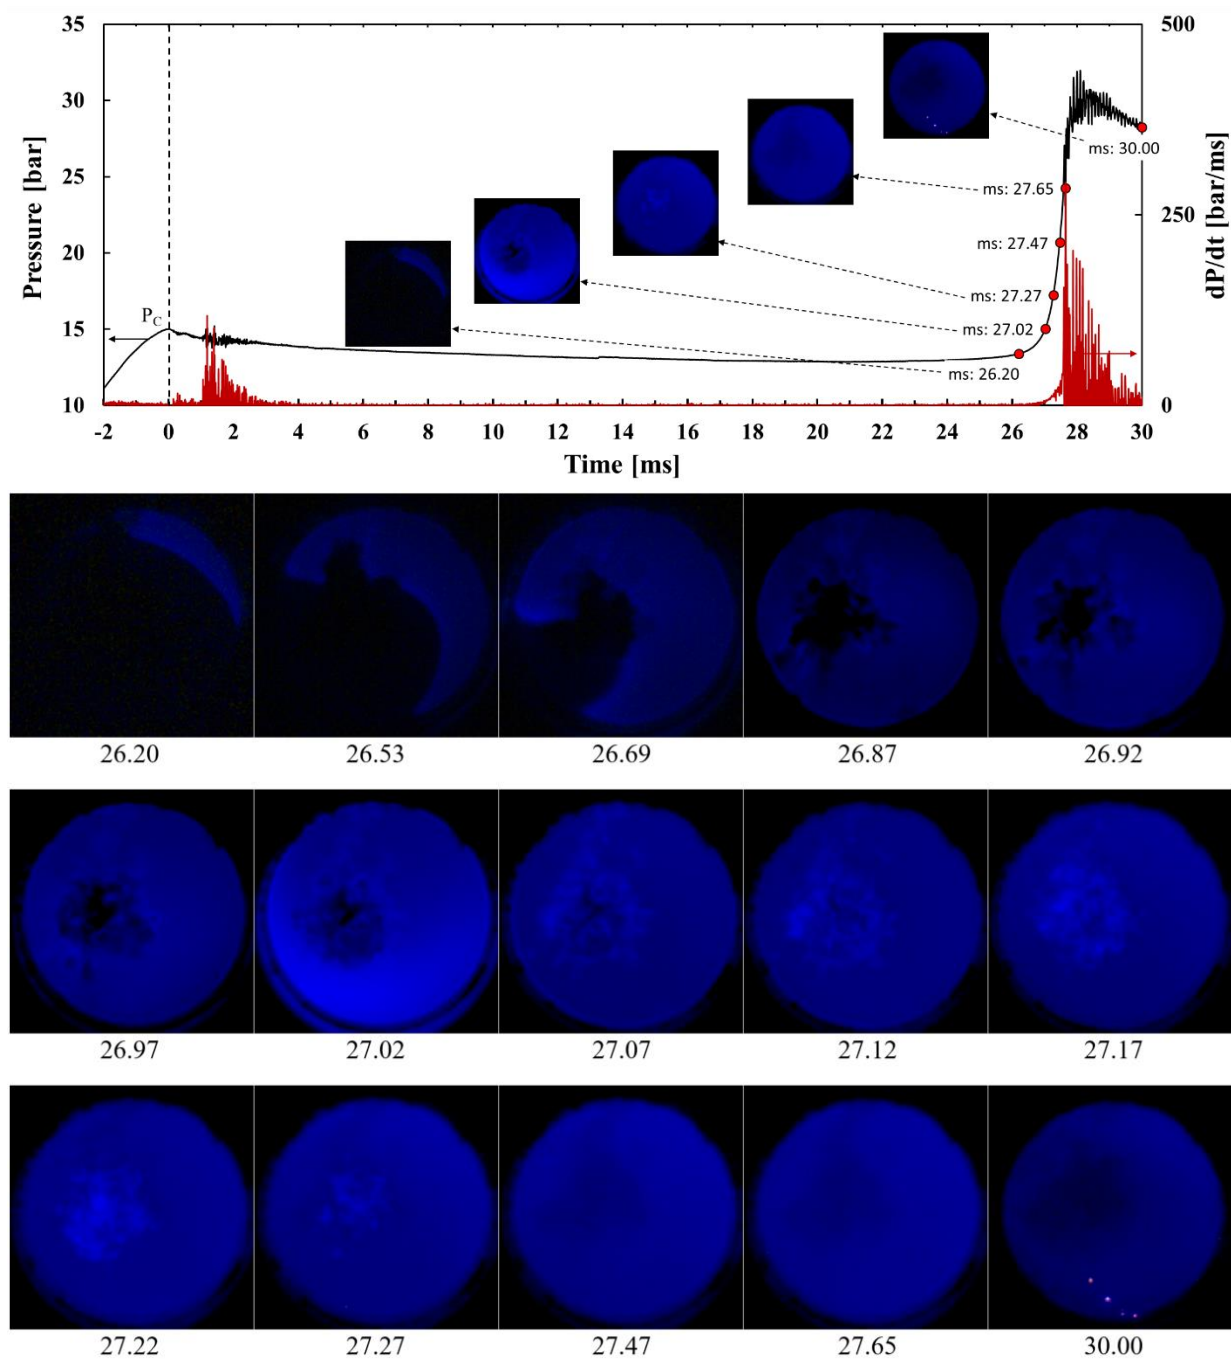 35
30
25
20
15
10
Pressure [bar]
500
250
0
dP/dt [bar/ms]
P_C
ms: 30.00
ms: 27.65
ms: 27.47
ms: 27.27
ms: 27.02
ms: 26.20
-2 0 2 4 6 8 10 12 14 16 18 20 22 24 26 28 30
Time [ms]
26.20 26.53 26.69 26.87 26.92
26.97 27.02 27.07 27.12 27.17
27.22 27.27 27.47 27.65 30.00